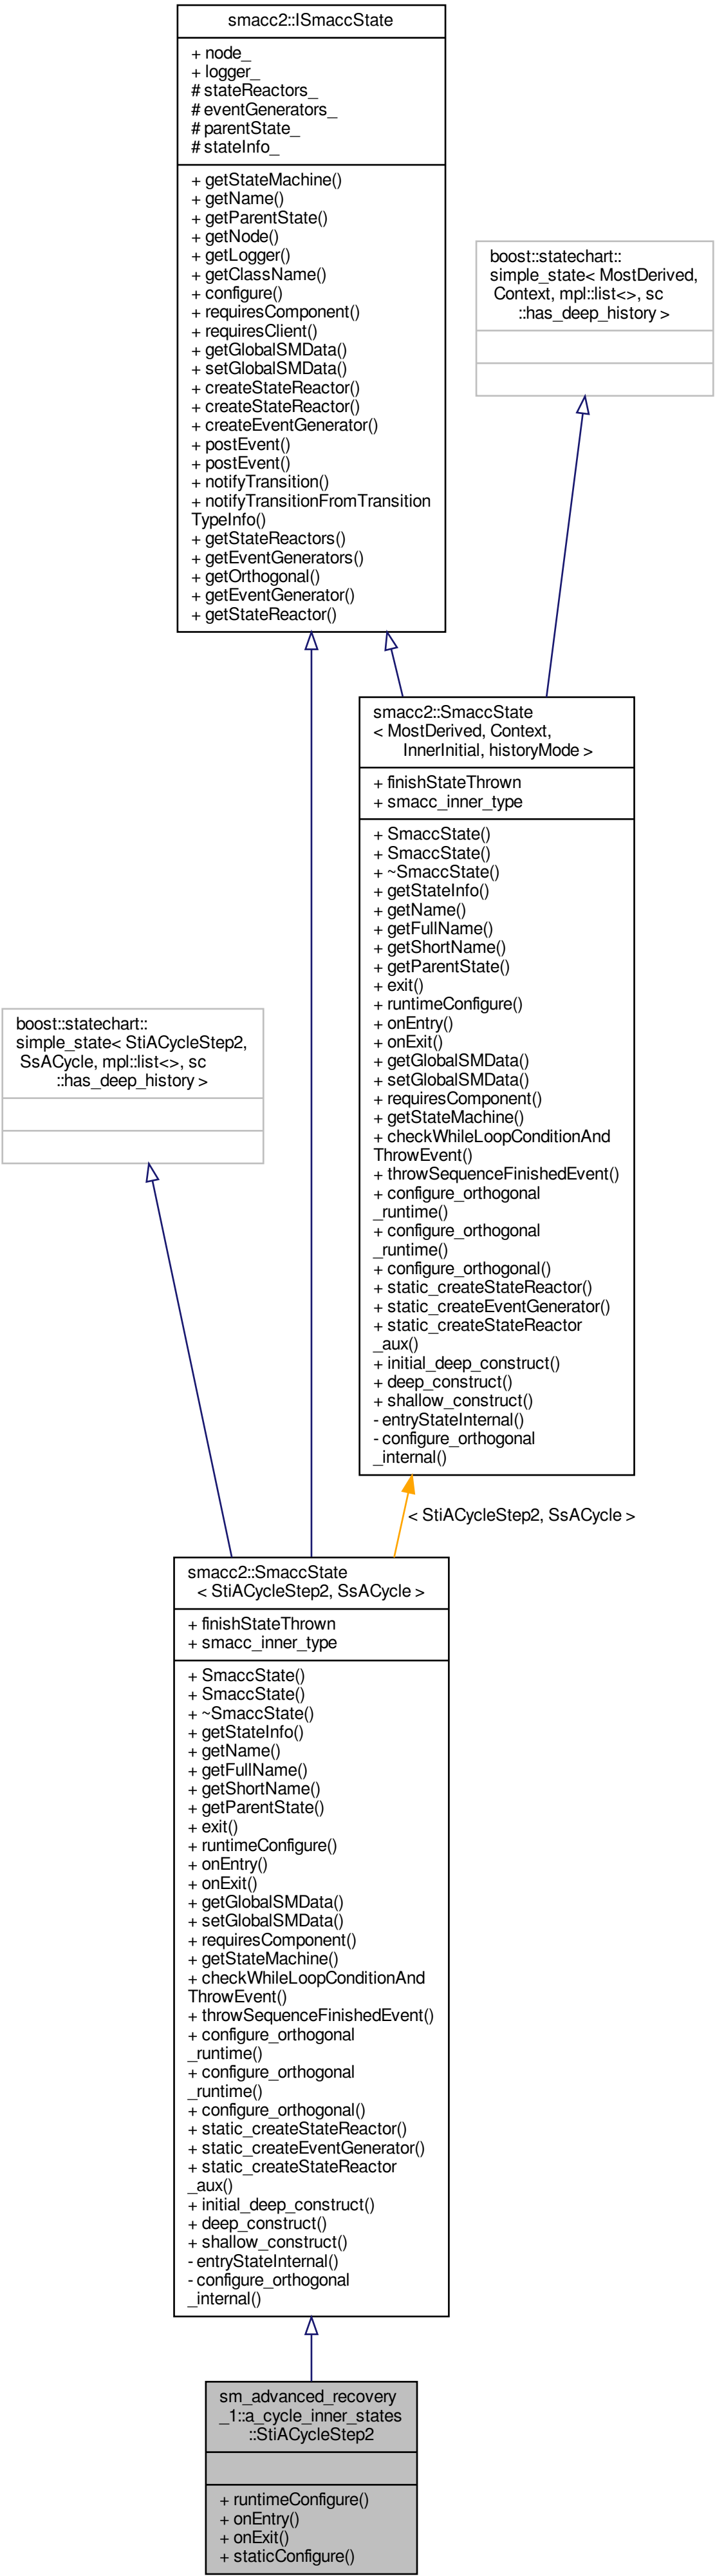 smacc2::ISmaccState
+ node_
+ logger_
# stateReactors_
# eventGenerators_
# parentState_
# stateInfo_
+ getStateMachine()
+ getName()
+ getParentState()
+ getNode()
+ getLogger()
+ getClassName()
+ configure()
+ requiresComponent()
+ requiresClient()
+ getGlobalSMData()
+ setGlobalSMData()
+ createStateReactor()
+ createStateReactor()
+ createEventGenerator()
+ postEvent()
+ postEvent()
+ notifyTransition()
+ notifyTransitionFromTransition
TypeInfo()
+ getStateReactors()
+ getEventGenerators()
+ getOrthogonal()
+ getEventGenerator()
+ getStateReactor()
boost::statechart::
simple_state< MostDerived,
Context, mpl::list<>, sc
::has_deep_history >
smacc2::SmaccState
< MostDerived, Context,
InnerInitial, historyMode >
+ finishStateThrown
+ smacc_inner_type
+ SmaccState()
+ SmaccState()
+ ~SmaccState()
+ getStateInfo()
+ getName()
+ getFullName()
+ getShortName()
+ getParentState()
+ exit()
+ runtimeConfigure()
+ onEntry()
+ onExit()
+ getGlobalSMData()
+ setGlobalSMData()
+ requiresComponent()
+ getStateMachine()
+ checkWhileLoopConditionAnd
ThrowEvent()
+ throwSequenceFinishedEvent()
+ configure_orthogonal
_runtime()
+ configure_orthogonal
_runtime()
+ configure_orthogonal()
+ static_createStateReactor()
+ static_createEventGenerator()
+ static_createStateReactor
_aux()
+ initial_deep_construct()
+ deep_construct()
+ shallow_construct()
- entryStateInternal()
- configure_orthogonal
_internal()
boost::statechart::
simple_state< StiACycleStep2,
SsACycle, mpl::list<>, sc
::has_deep_history >
< StiACycleStep2, SsACycle >
smacc2::SmaccState
< StiACycleStep2, SsACycle >
+ finishStateThrown
+ smacc_inner_type
+ SmaccState()
+ SmaccState()
+ ~SmaccState()
+ getStateInfo()
+ getName()
+ getFullName()
+ getShortName()
+ getParentState()
+ exit()
+ runtimeConfigure()
+ onEntry()
+ onExit()
+ getGlobalSMData()
+ setGlobalSMData()
+ requiresComponent()
+ getStateMachine()
+ checkWhileLoopConditionAnd
ThrowEvent()
+ throwSequenceFinishedEvent()
+ configure_orthogonal
_runtime()
+ configure_orthogonal
_runtime()
+ configure_orthogonal()
+ static_createStateReactor()
+ static_createEventGenerator()
+ static_createStateReactor
_aux()
+ initial_deep_construct()
+ deep_construct()
+ shallow_construct()
- entryStateInternal()
- configure_orthogonal
_internal()
sm_advanced_recovery
_1::a_cycle_inner_states
::StiACycleStep2
+ runtimeConfigure()
+ onEntry()
+ onExit()
+ staticConfigure()